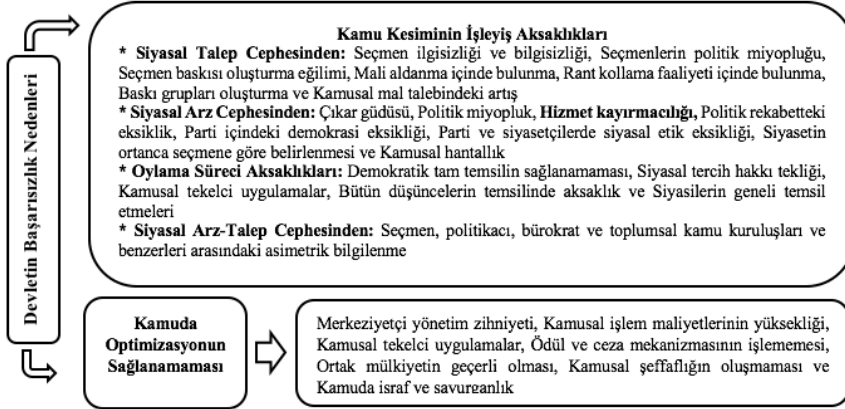 Devletin Başarısızlık Nedenleri
Kamu Kesiminin İşleyiş Aksaklıkları
* Siyasal Talep Cephesinden: Seçmen ilgisizliği ve bilgisizliği, Seçmenlerin politik miyopluğu,
Seçmen baskısı oluşturma eğilimi, Mali aldanma içinde bulunma, Rant kollama faaliyeti içinde bulunma,
Baskı grupları oluşturma ve Kamusal mal talebindeki artış
* Siyasal Arz Cephesinden: Çıkar güdüsü, Politik miyopluk, Hizmet kayırmacılığı, Politik rekabetteki
eksiklik, Parti içindeki demokrasi eksikliği, Parti ve siyasetçilerde siyasal etik eksikliği, Siyasetin
ortanca seçmene göre belirlenmesi ve Kamusal hantallık
* Oylama Süreci Aksaklıkları: Demokratik tam temsilin sağlanamaması, Siyasal tercih hakkı tekliği,
Kamusal tekelci uygulamalar, Bütün düşüncelerin temsilinde aksaklık ve Siyasilerin geneli temsil
etmeleri
* Siyasal Arz-Talep Cephesinden: Seçmen, politikacı, bürokrat ve toplumsal kamu kuruluşları ve
benzerleri arasındaki asimetrik bilgilenme
Kamuda
Optimizasyonun
Sağlanamaması
Merkeziyetçi yönetim zihniyeti, Kamusal işlem maliyetlerinin yüksekliği,
Kamusal tekelci uygulamalar, Ödül ve ceza mekanizmasının işlememesi,
Ortak mülkiyetin geçerli olması, Kamusal şeffaflığın oluşmaması ve
Kamuda israf ve savurganlık